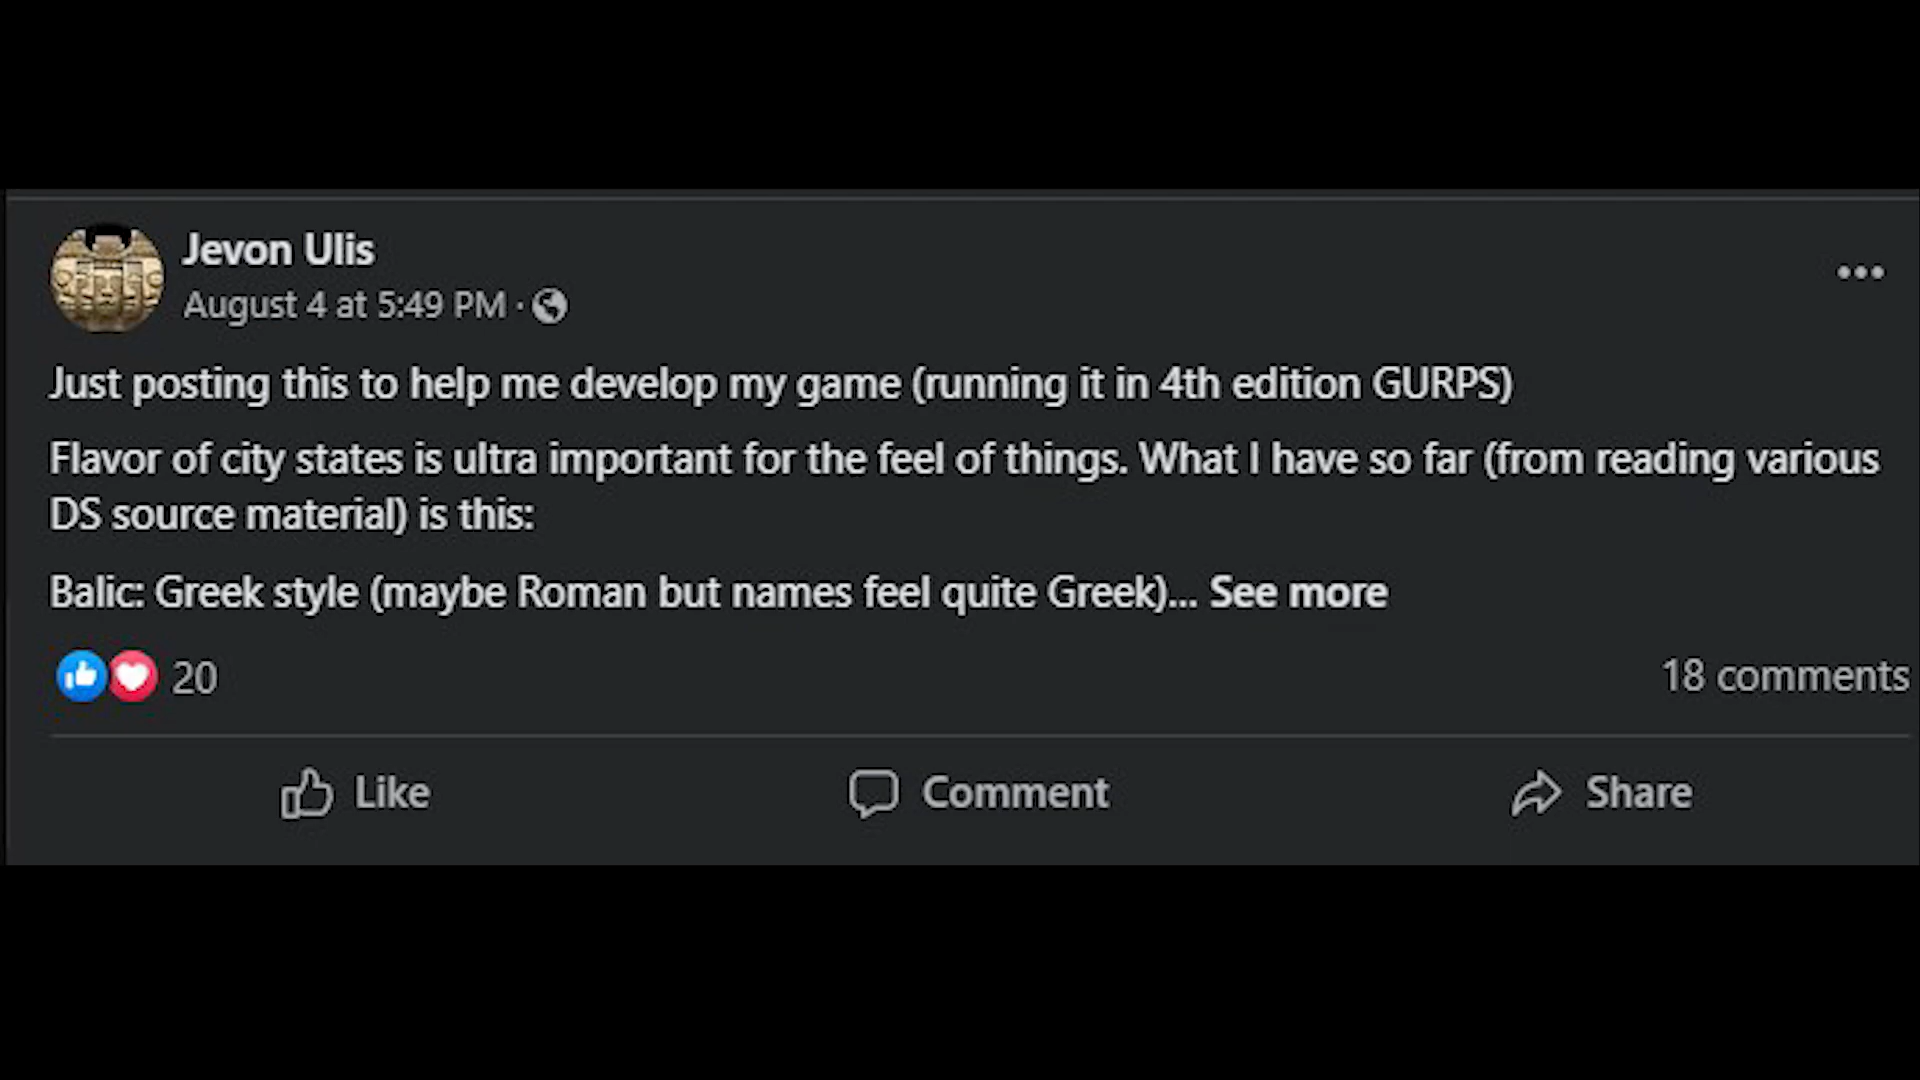 Jevon Ulis
August 4 at 5:49 PM ·
Just posting this to help me develop my game (running it in 4th edition GURPS)
Flavor of city states is ultra important for the feel of things. What I have so far (from reading various
DS source material) is this:
Balic: Greek style (maybe Roman but names feel quite Greek)... See more
20
18 comments
Like
Comment
Share